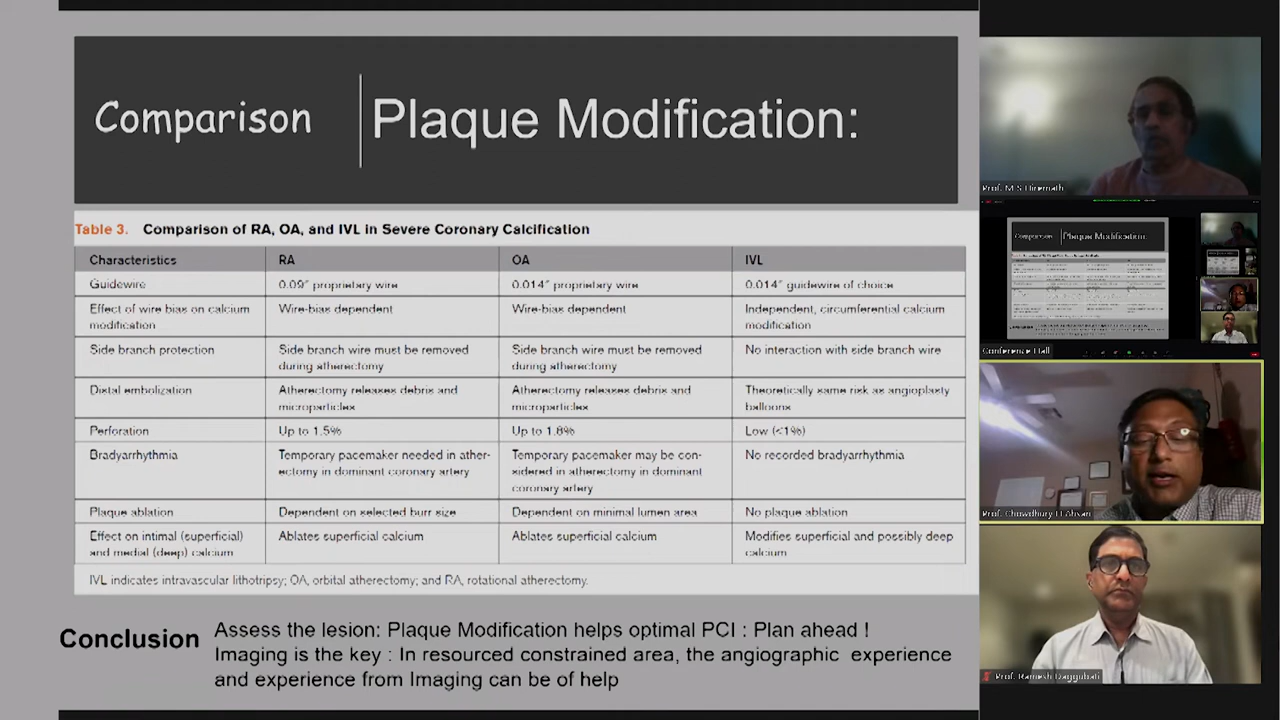 Comparison
Plaque Modification:
Table 3. Comparison of RA, OA, and IVL in Severe Coronary Calcification
Characteristics RA OA IVL
Guidewire 0.09″ proprietary wire 0.014″ proprietary wire 0.014″ guidewire of choice
Effect of wire bias on calcium Wire-bias dependent Wire-bias dependent Independent, circumferential calcium
modification modification
Side branch protection Side branch wire must be removed Side branch wire must be removed No interaction with side branch wire
during atherectomy during atherectomy
Distal embolization Atherectomy releases debris and Atherectomy releases debris and Theoretically same risk as angioplasty
microparticles microparticles balloons
Perforation Up to 1.5% Up to 1.8% Low (<1%)
Bradyarrhythmia Temporary pacemaker needed in ather- Temporary pacemaker may be con- No recorded bradyarrhythmia
ectomy in dominant coronary artery sidered in atherectomy in dominant
coronary artery
Plaque ablation Dependent on selected burr size Dependent on minimal lumen area No plaque ablation
Effect on intimal (superficial) Ablates superficial calcium Ablates superficial calcium Modifies superficial and possibly deep
and medial (deep) calcium calcium
IVL indicates intravascular lithotripsy; OA, orbital atherectomy; and RA, rotational atherectomy.
Conclusion
Assess the lesion: Plaque Modification helps optimal PCI : Plan ahead !
Imaging is the key : In resourced constrained area, the angiographic experience
and experience from Imaging can be of help
Prof. M S Hiremath
Comparison Plaque Modification:
Conference Hall
Prof. Chowdhury H Ahsan
Prof. Ramesh Daggubati